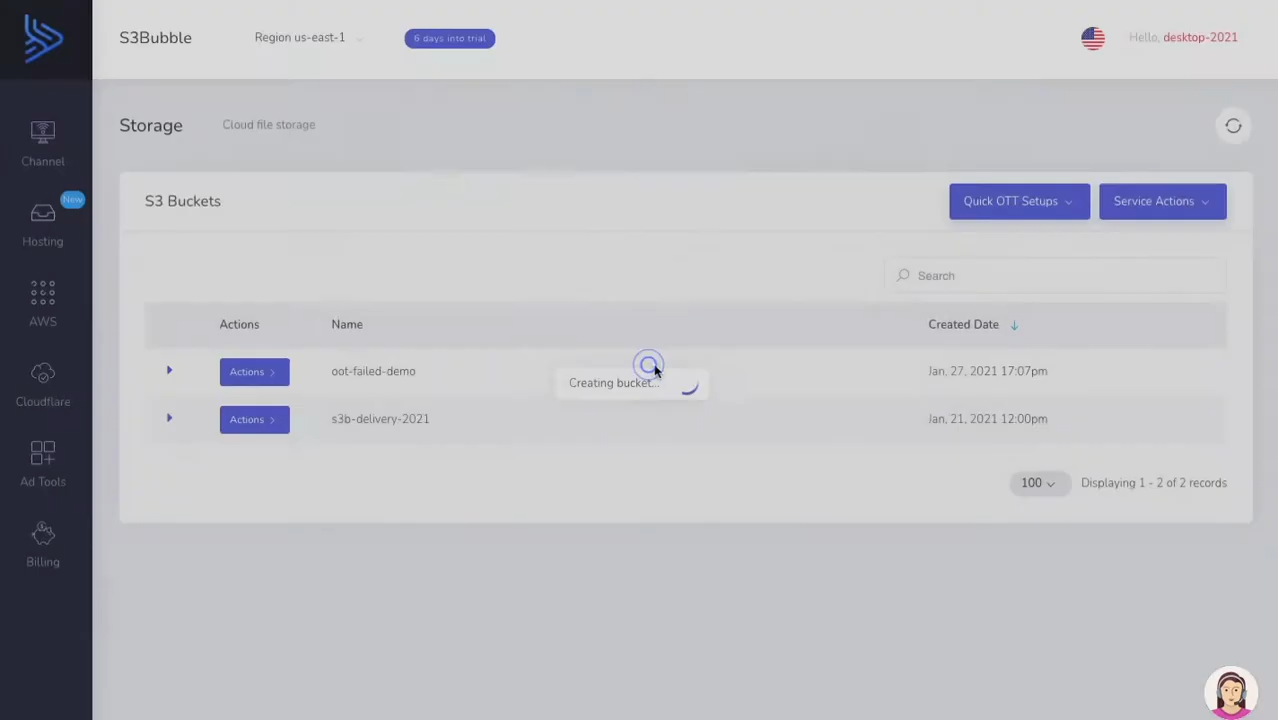 S3Bubble
Region us-east-1
6 days into trial
Hello, desktop-2021
Channel
New
Hosting
AWS
Cloudflare
Ad Tools
Billing
Storage
Cloud file storage
S3 Buckets
Quick OTT Setups
Service Actions
Search
Actions
Name
Created Date
Actions
oot-failed-demo
Jan, 27, 2021 17:07pm
Creating bucket...
Actions
s3b-delivery-2021
Jan, 21, 2021 12:00pm
100
Displaying 1 - 2 of 2 records